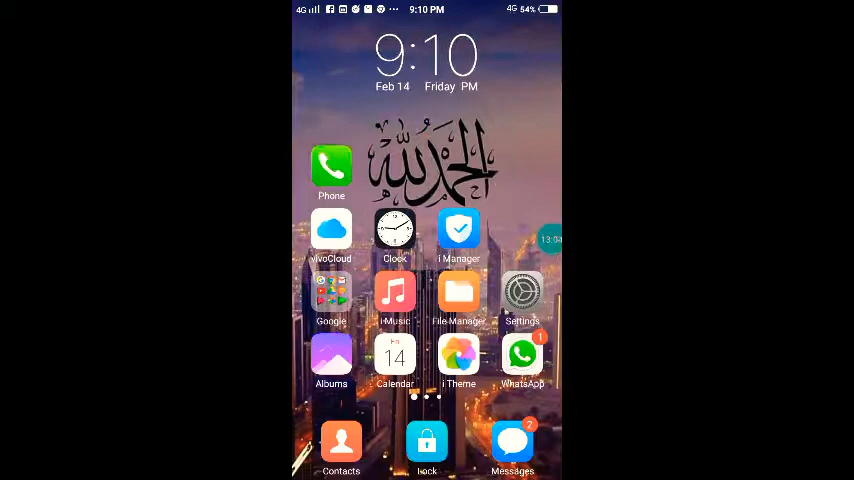 4G 9:10 PM 4G 54%
9:10
Feb 14 Friday PM
الحمد لله
Phone
vivoCloud Clock i Manager
13:04
Google i Music File Manager Settings
Fri
14
1
Albums Calendar i Theme WhatsApp
2
Contacts Lock Messages